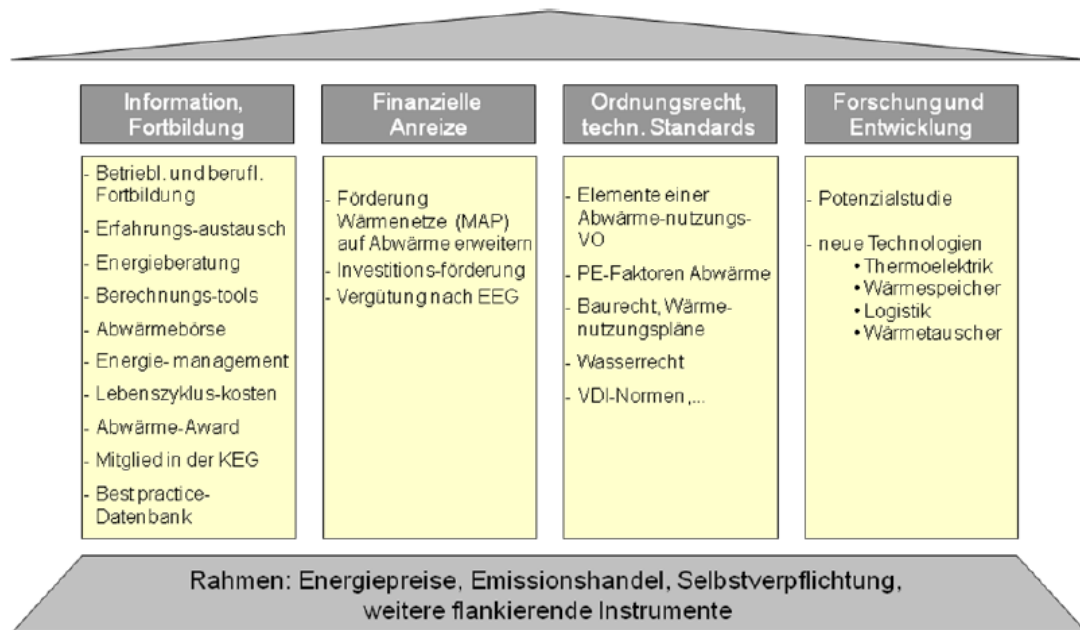 Information,
Fortbildung
- Betriebl. und berufl.
Fortbildung
- Erfahrungs-austausch
- Energieberatung
- Berechnungs-tools
- Abwärmebörse
- Energie- management
- Lebenszyklus-kosten
- Abwärme-Award
- Mitglied in der KEG
- Best practice-
Datenbank
Finanzielle
Anreize
- Förderung
Wärmenetze (MAP)
auf Abwärme erweitern
- Investitions-förderung
- Vergütung nach EEG
Ordnungsrecht,
techn. Standards
- Elemente einer
Abwärme-nutzungs-
VO
- PE-Faktoren Abwärme
- Baurecht, Wärme-
nutzungspläne
- Wasserrecht
- VDI-Normen,...
Forschung und
Entwicklung
- Potenzialstudie
- neue Technologien
• Thermoelektrik
• Wärmespeicher
• Logistik
• Wärmetauscher
Rahmen: Energiepreise, Emissionshandel, Selbstverpflichtung,
weitere flankierende Instrumente